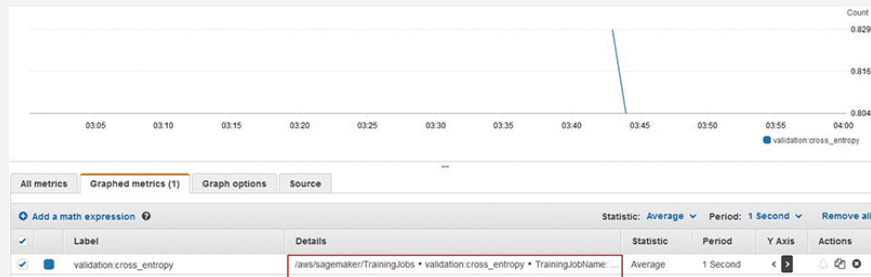 Count
0.829
0.816
0.804
03:05 03:10 03:15 03:20 03:25 03:30 03:35 03:40 03:45 03:50 03:55 04:00
validation:cross_entropy
All metrics Graphed metrics (1) Graph options Source
Add a math expression Statistic: Average Period: 1 Second Remove all
Label Details Statistic Period Y Axis Actions
validation:cross_entropy /aws/sagemaker/TrainingJobs • validation:cross_entropy • TrainingJobName: ... Average 1 Second < >